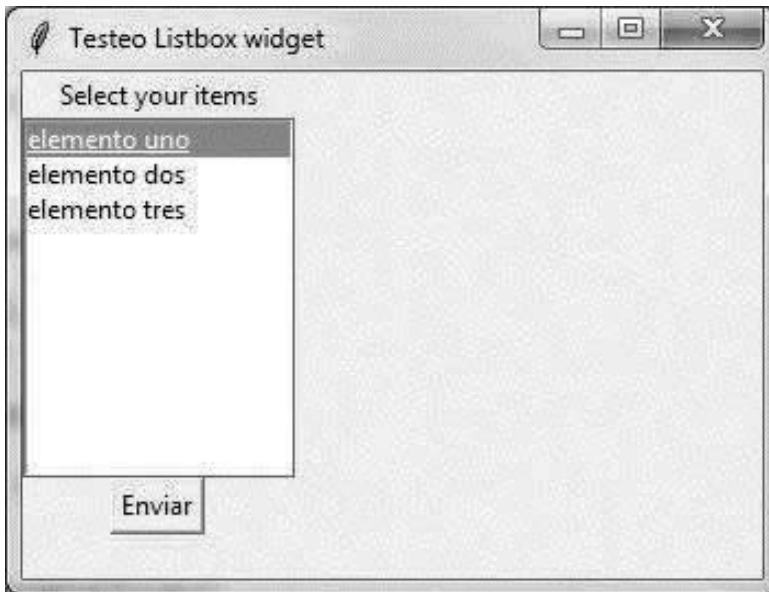 Testeo Listbox widget
Select your items
elemento uno
elemento dos
elemento tres
Enviar